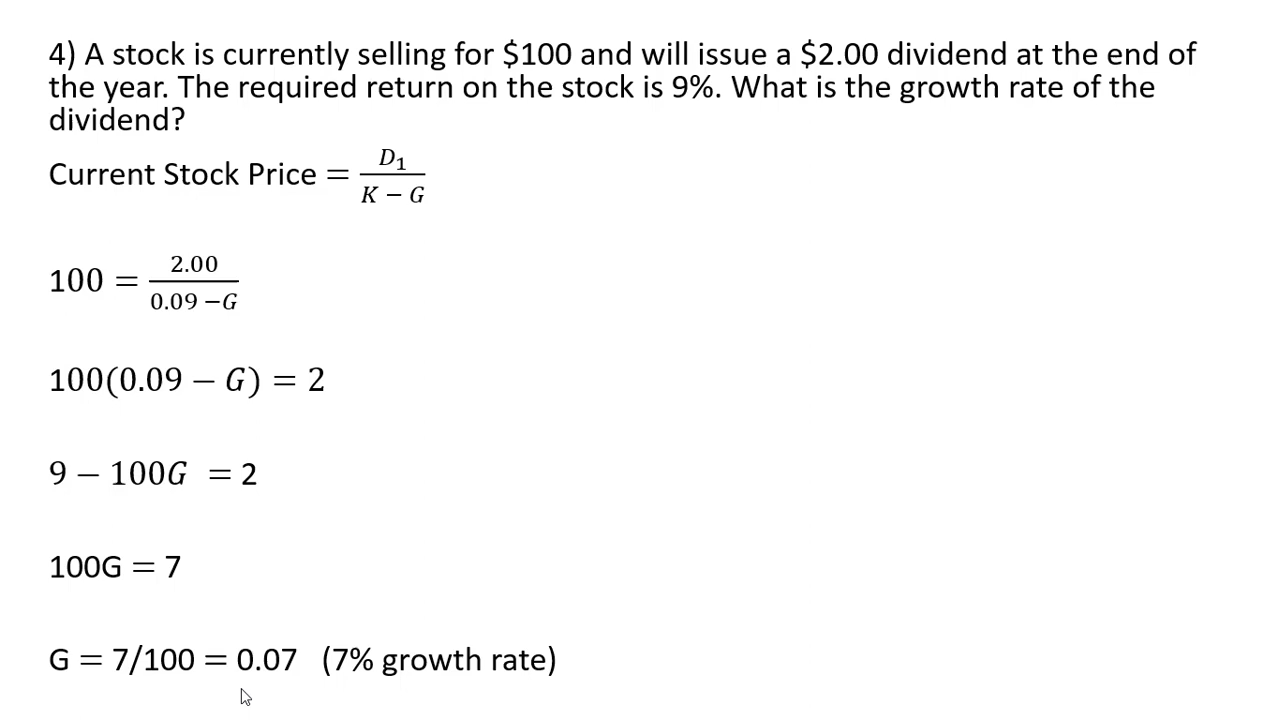 4) A stock is currently selling for $100 and will issue a $2.00 dividend at the end of
the year. The required return on the stock is 9%. What is the growth rate of the
dividend?
Current Stock Price = D₁ / (K − G)
100 = 2.00 / (0.09 − G)
100(0.09 − G) = 2
9 − 100G = 2
100G = 7
G = 7/100 = 0.07 (7% growth rate)